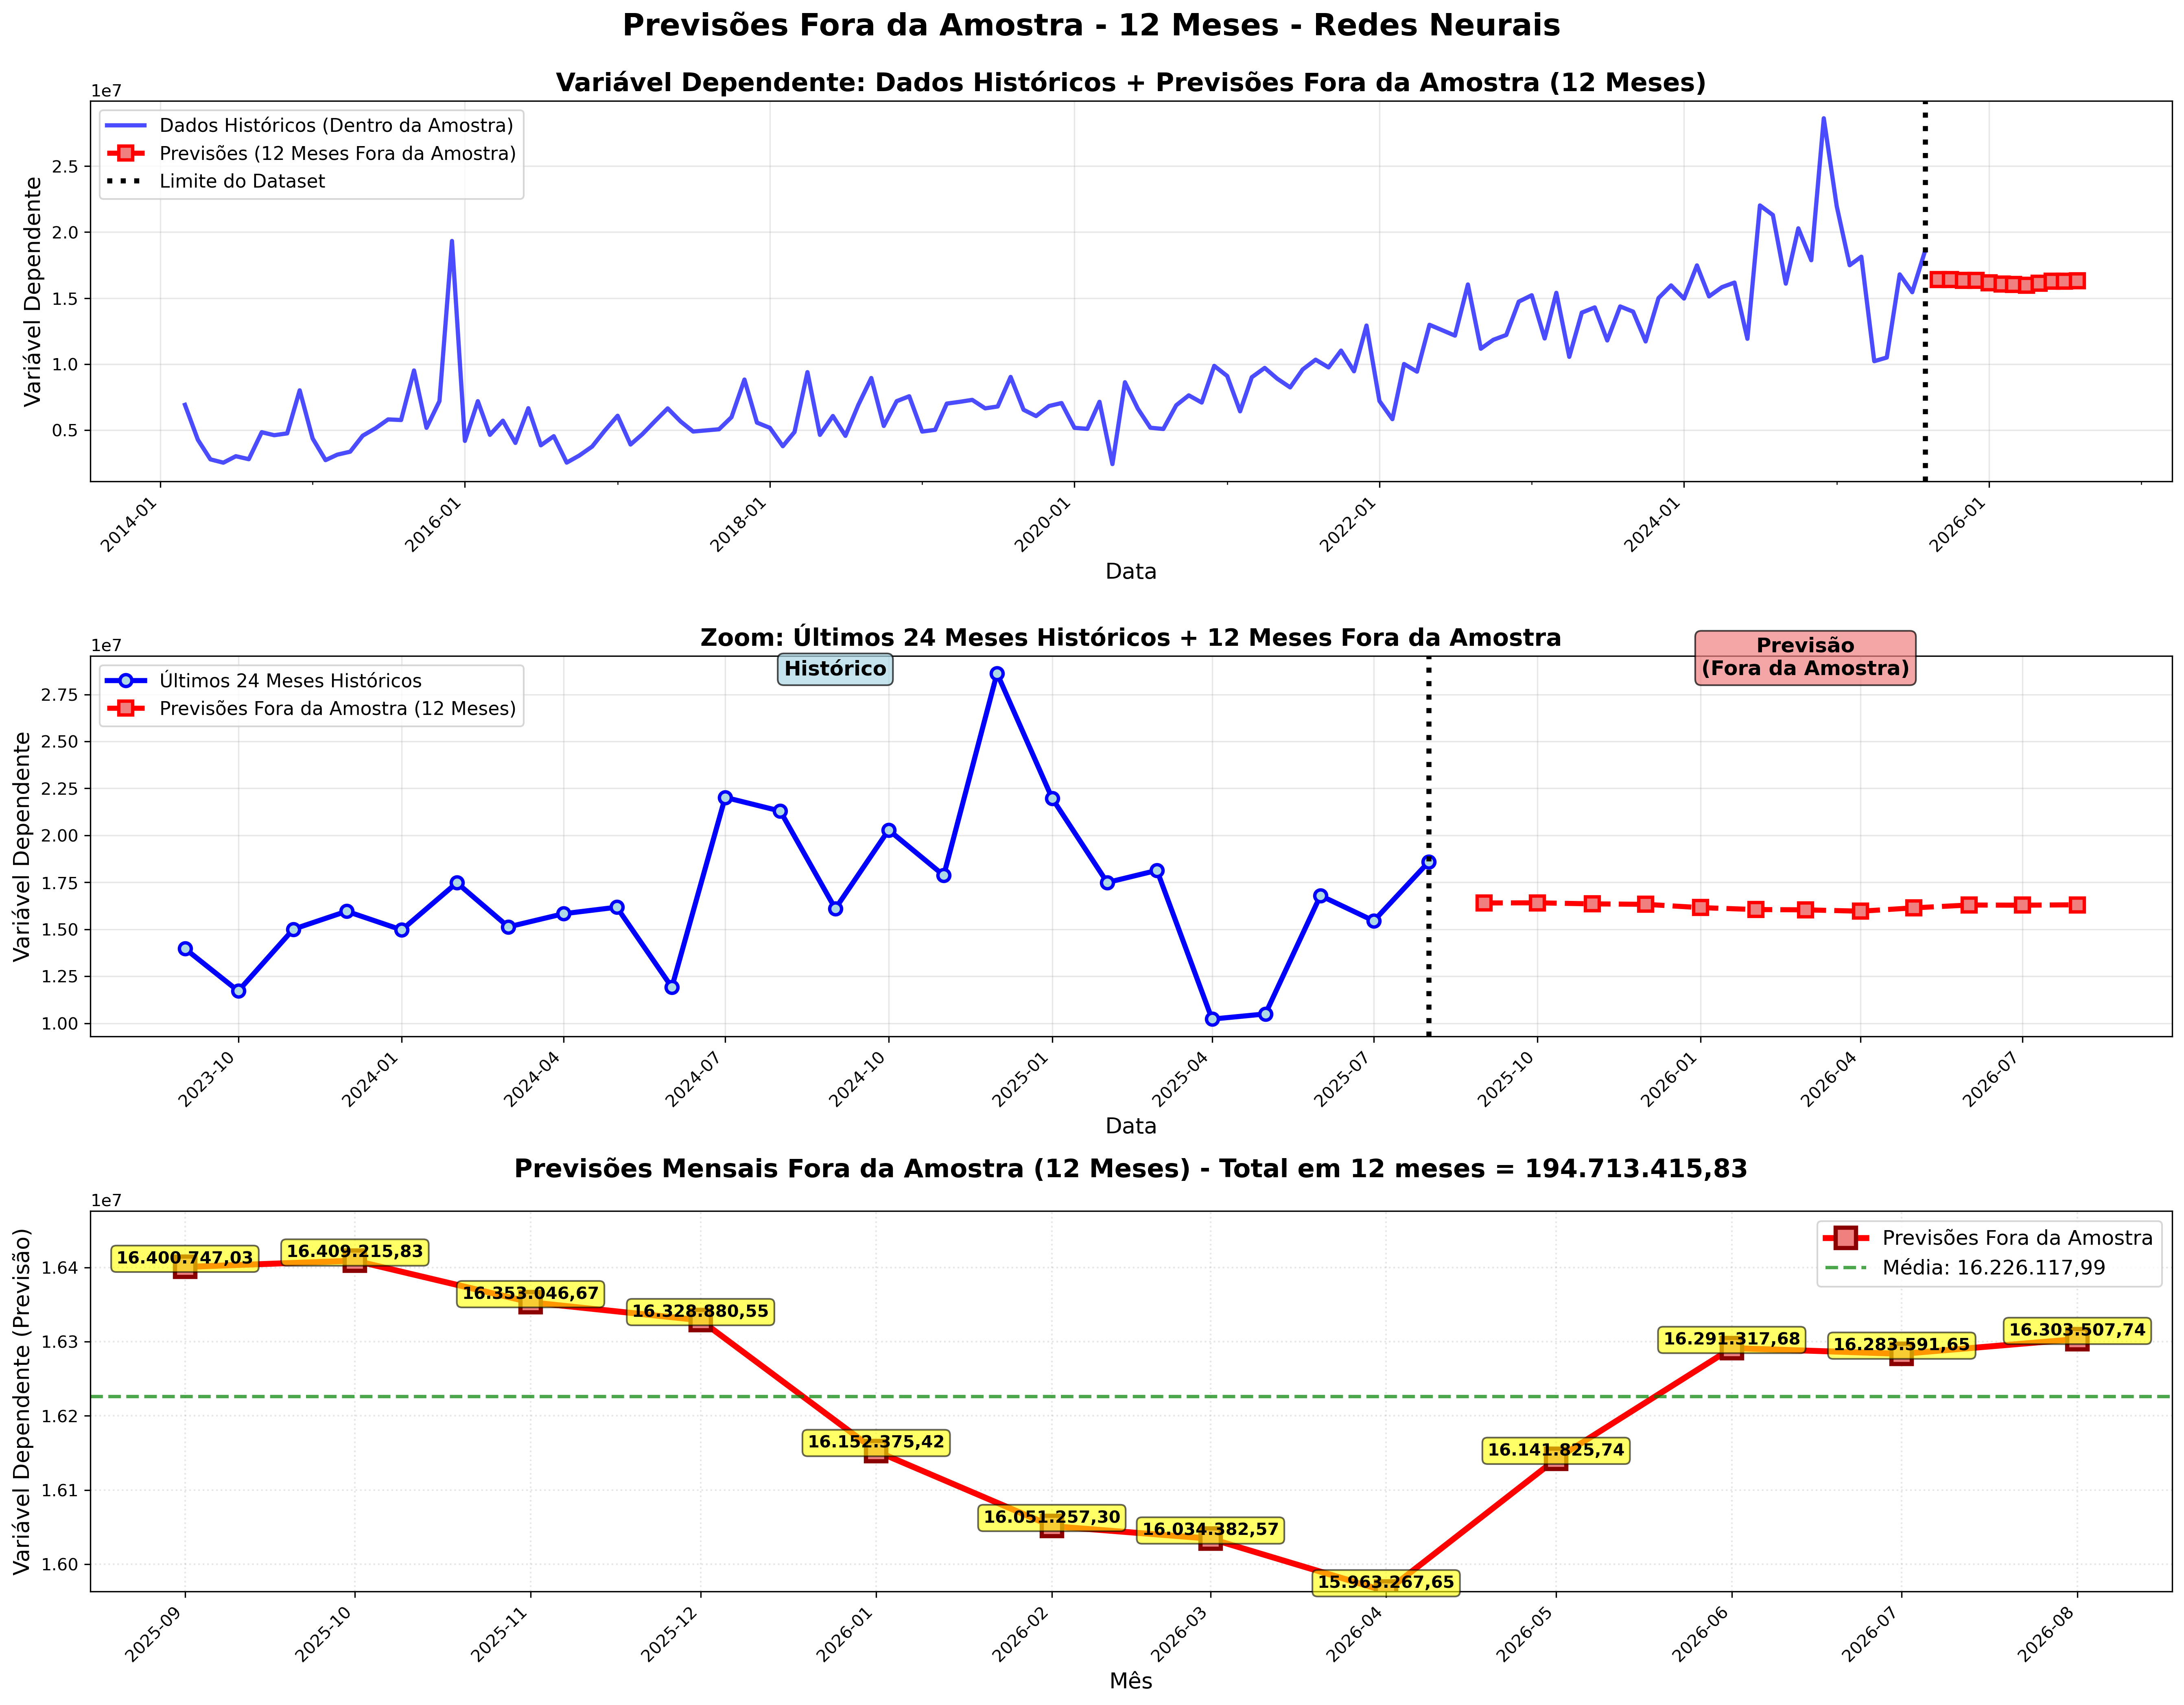 Previsões Fora da Amostra - 12 Meses - Redes Neurais
Variável Dependente: Dados Históricos + Previsões Fora da Amostra (12 Meses)
1e7
Dados Históricos (Dentro da Amostra)
Previsões (12 Meses Fora da Amostra)
Limite do Dataset
Variável Dependente
2.5
2.0
1.5
1.0
0.5
2014-01
2016-01
2018-01
2020-01
2022-01
2024-01
2026-01
Data
Zoom: Últimos 24 Meses Históricos + 12 Meses Fora da Amostra
1e7
Últimos 24 Meses Históricos
Previsões Fora da Amostra (12 Meses)
Histórico
Previsão
(Fora da Amostra)
Variável Dependente
2.75
2.50
2.25
2.00
1.75
1.50
1.25
1.00
2023-10
2024-01
2024-04
2024-07
2024-10
2025-01
2025-04
2025-07
2025-10
2026-01
2026-04
2026-07
Data
Previsões Mensais Fora da Amostra (12 Meses) - Total em 12 meses = 194.713.415,83
1e7
Previsões Fora da Amostra
Média: 16.226.117,99
Variável Dependente (Previsão)
1.64
1.63
1.62
1.61
1.60
16.400.747,03
16.409.215,83
16.353.046,67
16.328.880,55
16.152.375,42
16.051.257,30
16.034.382,57
15.963.267,65
16.141.825,74
16.291.317,68
16.283.591,65
16.303.507,74
2025-09
2025-10
2025-11
2025-12
2026-01
2026-02
2026-03
2026-04
2026-05
2026-06
2026-07
2026-08
Mês